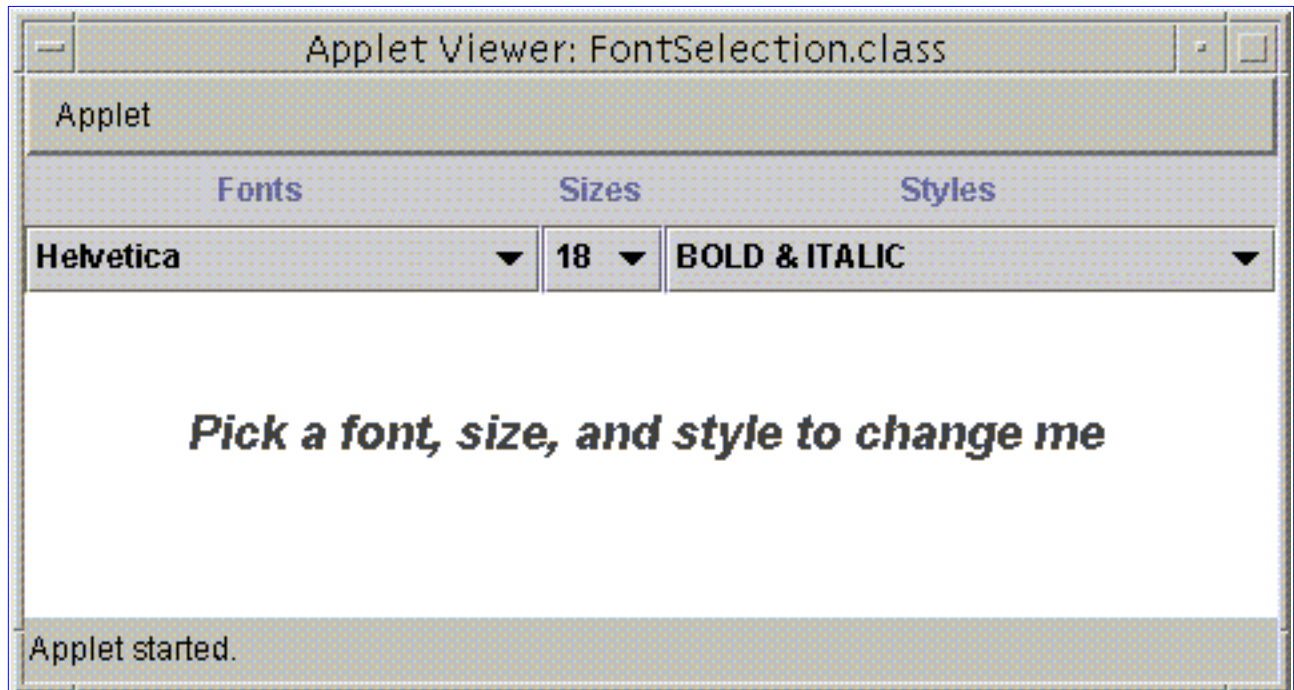 Applet Viewer: FontSelection.class
Applet
Fonts Sizes Styles
Helvetica 18 BOLD & ITALIC
Pick a font, size, and style to change me
Applet started.